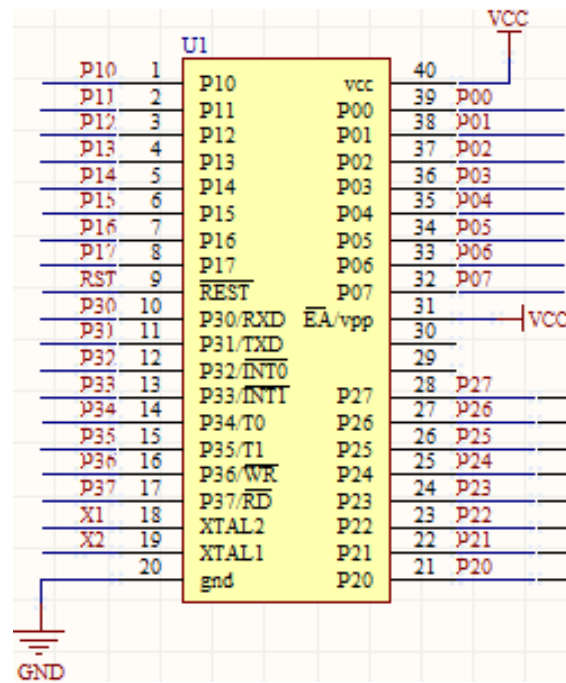 VCC
U1
P10 1 P10 vcc 40
P11 2 P11 P00 39 P00
P12 3 P12 P01 38 P01
P13 4 P13 P02 37 P02
P14 5 P14 P03 36 P03
P15 6 P15 P04 35 P04
P16 7 P16 P05 34 P05
P17 8 P17 P06 33 P06
RST 9 REST P07 32 P07
P30 10 P30/RXD EA/vpp 31 VCC
P31 11 P31/TXD 30
P32 12 P32/INT0 29
P33 13 P33/INT1 P27 28 P27
P34 14 P34/T0 P26 27 P26
P35 15 P35/T1 P25 26 P25
P36 16 P36/WR P24 25 P24
P37 17 P37/RD P23 24 P23
X1 18 XTAL2 P22 23 P22
X2 19 XTAL1 P21 22 P21
20 gnd P20 21 P20
GND